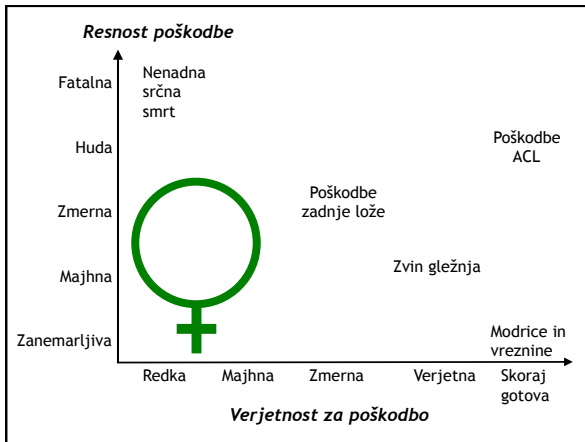 Resnost poškodbe
Fatalna
Nenadna
srčna
smrt
Huda
Poškodbe
ACL
Zmerna
Poškodbe
zadnje lože
Majhna
Zvin gležnja
Zanemarljiva
Modrice in
vreznine
Redka
Majhna
Zmerna
Verjetna
Skoraj
gotova
Verjetnost za poškodbo